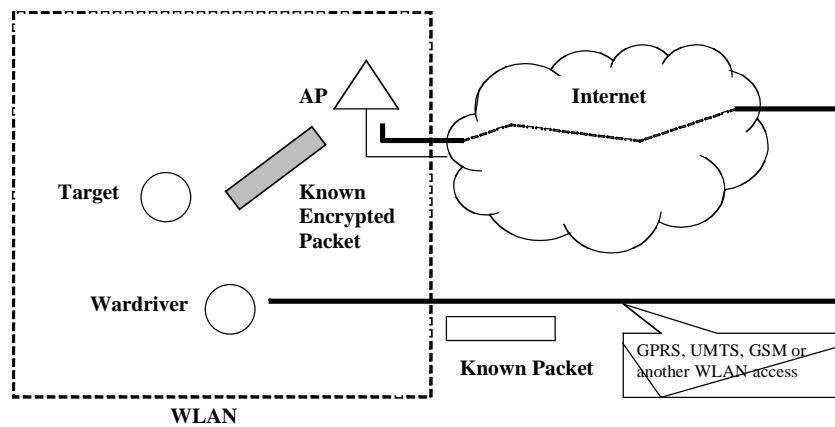 AP
Internet
Target
Known
Encrypted
Packet
Wardriver
Known Packet
GPRS, UMTS, GSM or
another WLAN access
WLAN